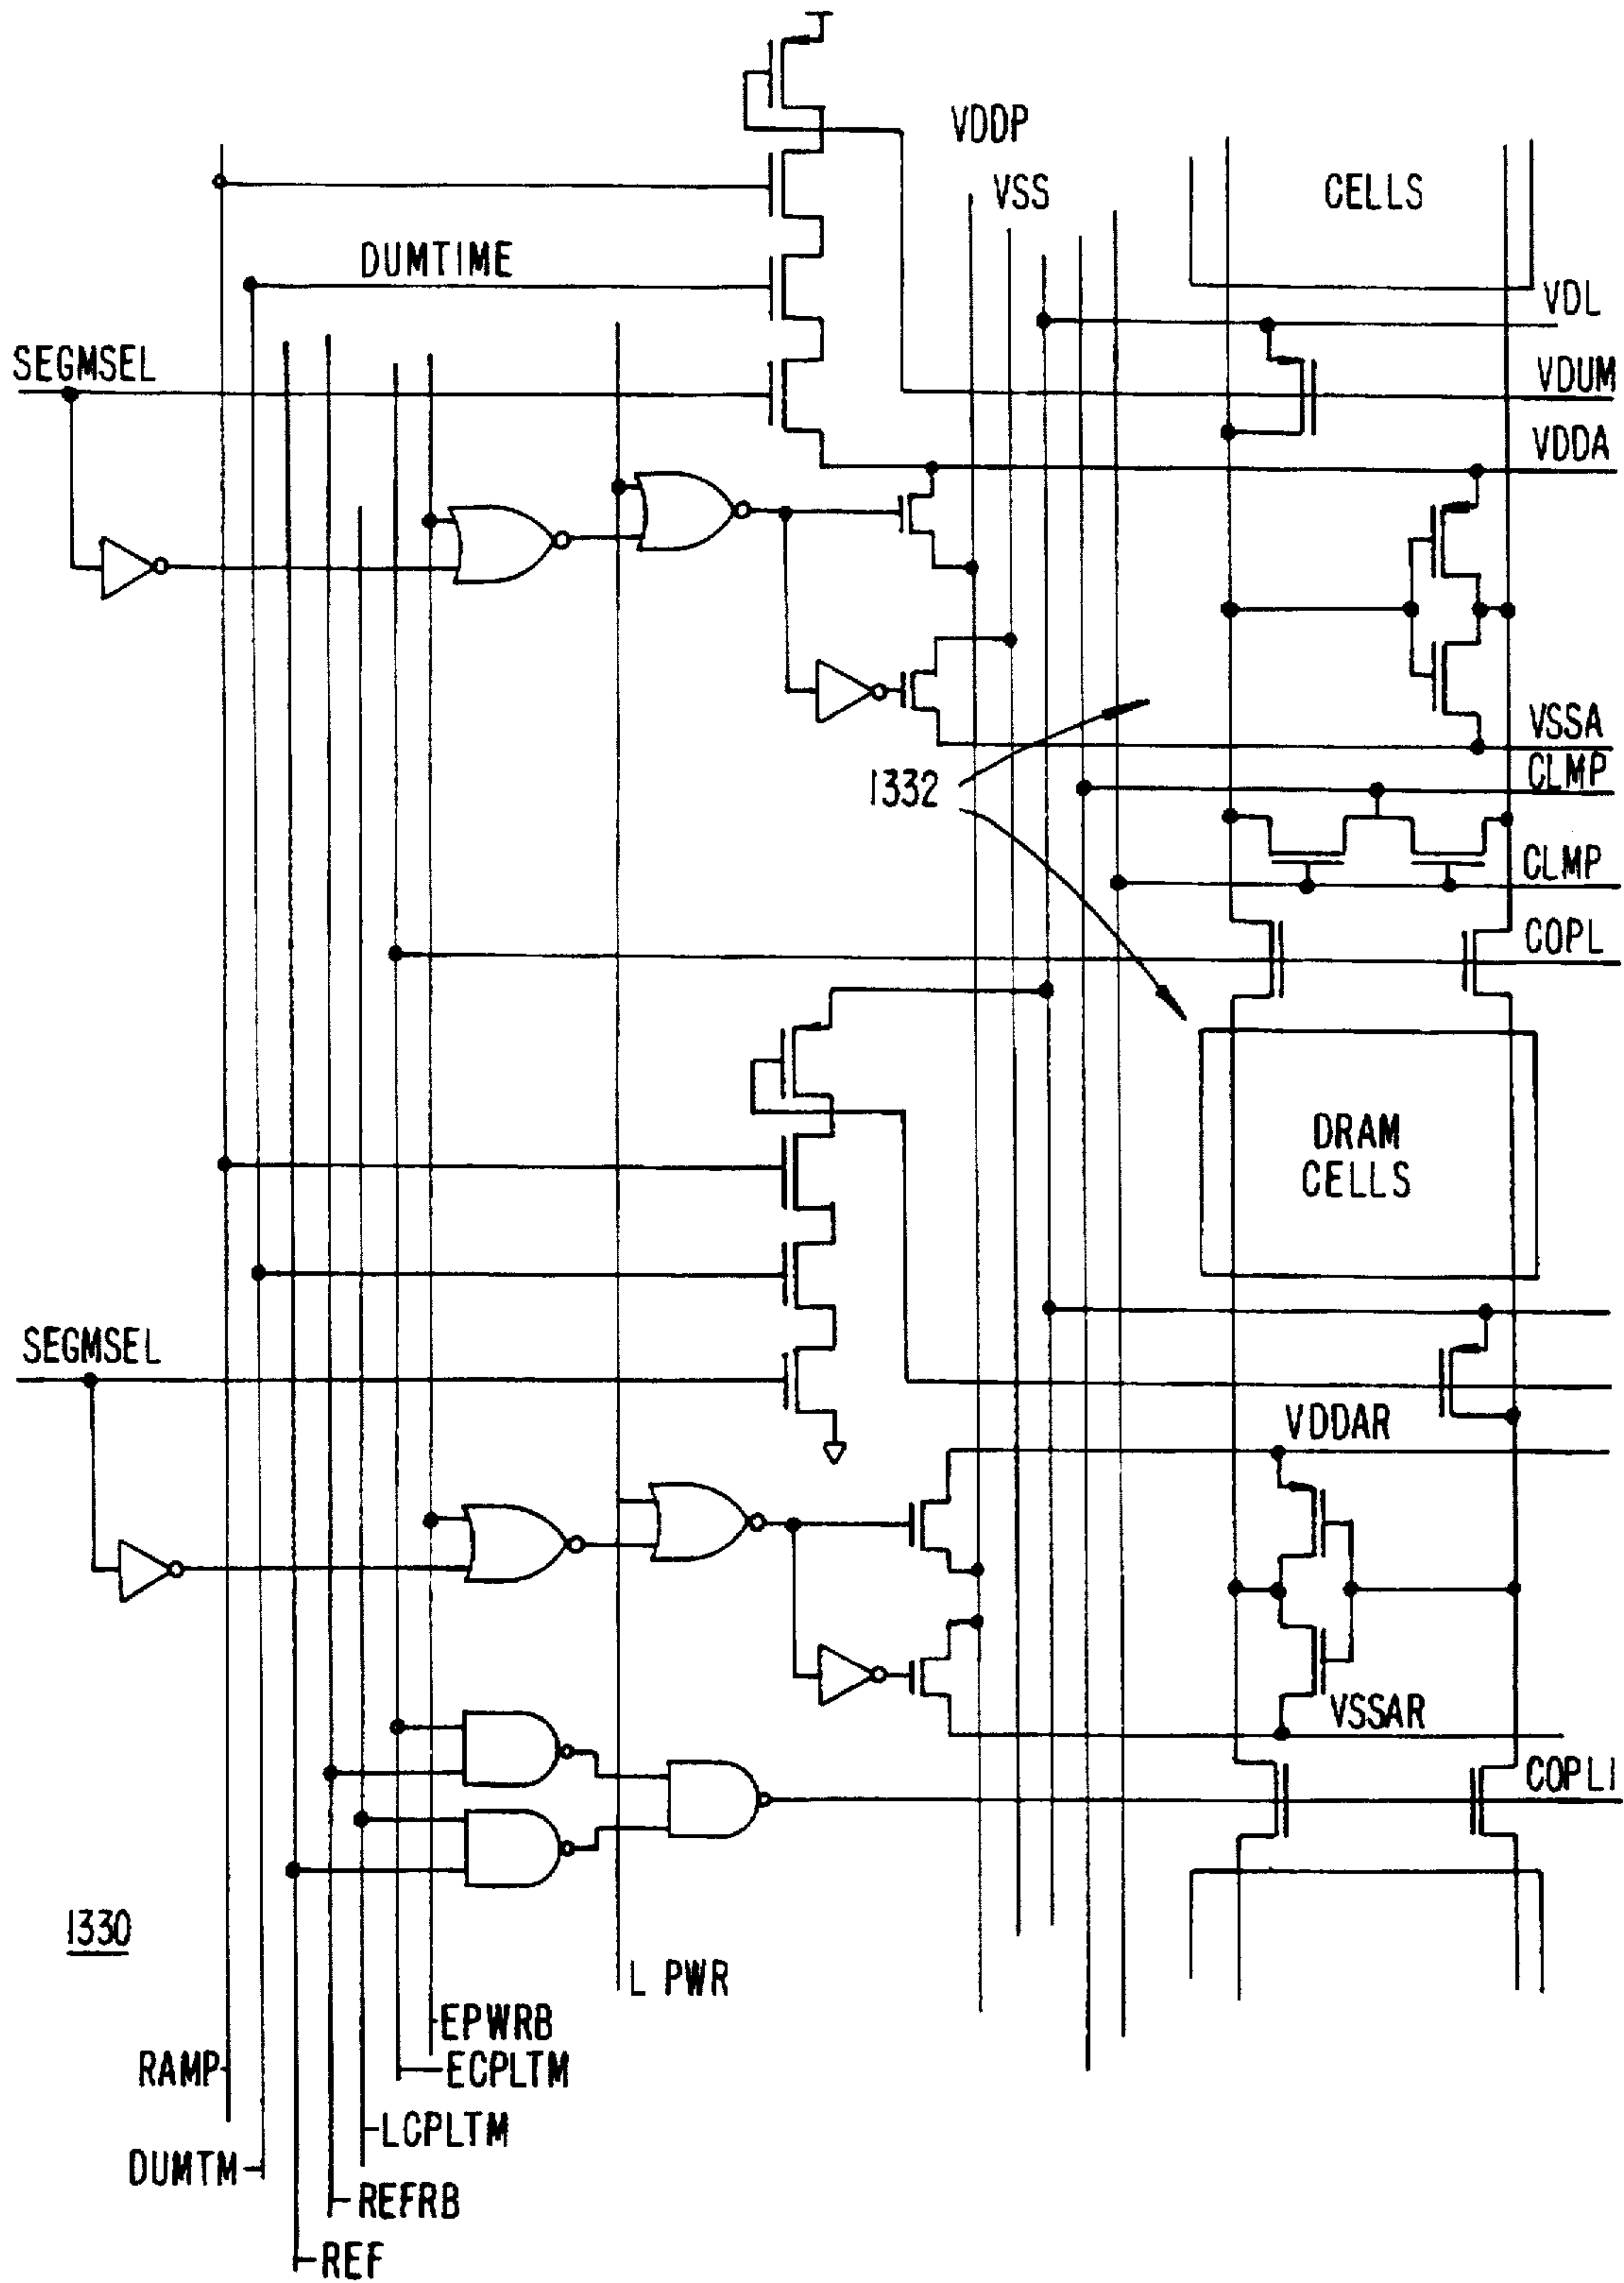 VDDP
VSS
CELLS
DUMTIME
VDL
SEGMSEL
VDUM
VDDA
VSSA
CLMP
1332
CLMP
COPL
DRAM
CELLS
SEGMSEL
VDDAR
VSSAR
COPL1
1330
L PWR
EPWRB
RAMP
ECPLTM
LCPLTM
DUMTM
REFRB
REF